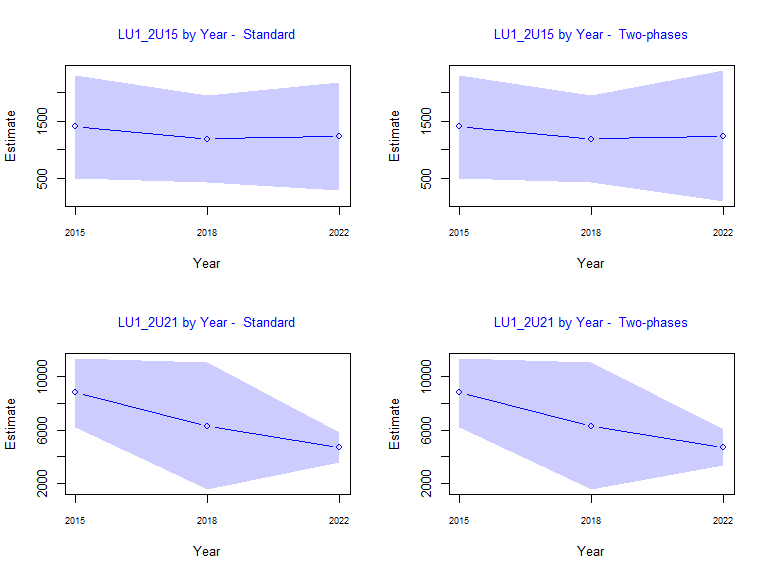 LU1_2U15 by Year -  Standard
Estimate
500
1500
2015
2018
2022
Year
LU1_2U15 by Year -  Two-phases
Estimate
500
1500
2015
2018
2022
Year
LU1_2U21 by Year -  Standard
Estimate
2000
6000
10000
2015
2018
2022
Year
LU1_2U21 by Year -  Two-phases
Estimate
2000
6000
10000
2015
2018
2022
Year